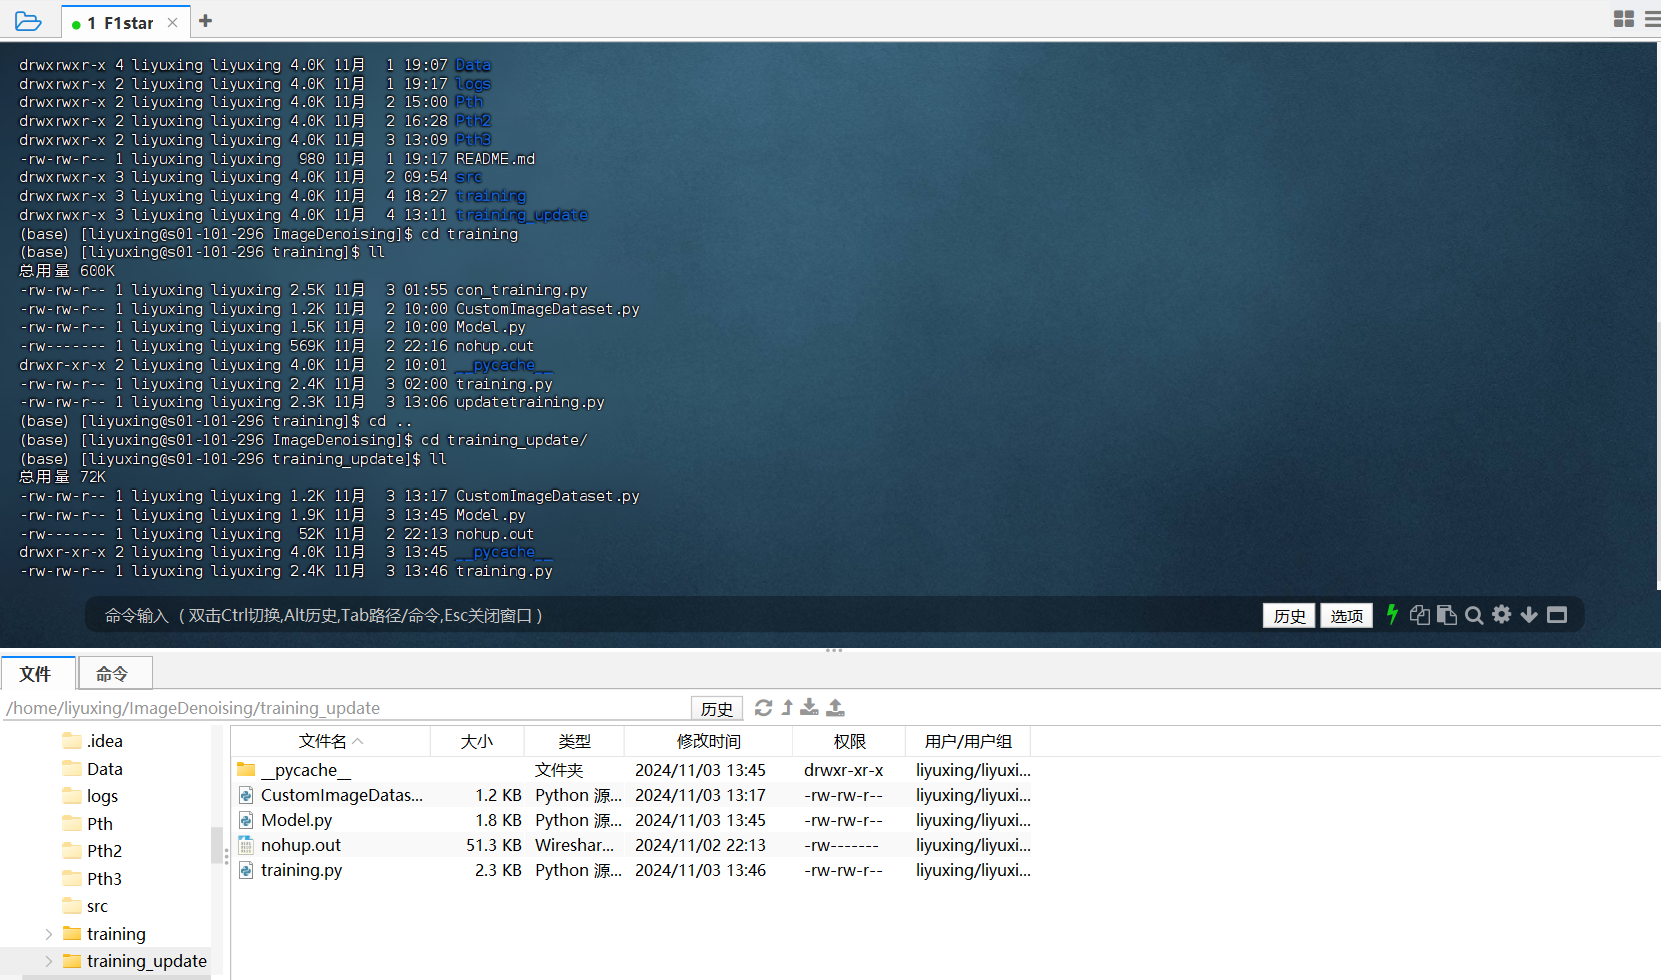 1 F1star × +
drwxrwxr-x 4 liyuxing liyuxing 4.0K 11月  1 19:07 Data
drwxrwxr-x 2 liyuxing liyuxing 4.0K 11月  1 19:17 logs
drwxrwxr-x 2 liyuxing liyuxing 4.0K 11月  2 15:00 Pth
drwxrwxr-x 2 liyuxing liyuxing 4.0K 11月  2 16:28 Pth2
drwxrwxr-x 2 liyuxing liyuxing 4.0K 11月  3 13:09 Pth3
-rw-rw-r-- 1 liyuxing liyuxing  980 11月  1 19:17 README.md
drwxrwxr-x 3 liyuxing liyuxing 4.0K 11月  2 09:54 src
drwxrwxr-x 3 liyuxing liyuxing 4.0K 11月  4 18:27 training
drwxrwxr-x 3 liyuxing liyuxing 4.0K 11月  4 13:11 training_update
(base) [liyuxing@s01-101-296 ImageDenoising]$ cd training
(base) [liyuxing@s01-101-296 training]$ ll
总用量 600K
-rw-rw-r-- 1 liyuxing liyuxing 2.5K 11月  3 01:55 con_training.py
-rw-rw-r-- 1 liyuxing liyuxing 1.2K 11月  2 10:00 CustomImageDataset.py
-rw-rw-r-- 1 liyuxing liyuxing 1.5K 11月  2 10:00 Model.py
-rw------- 1 liyuxing liyuxing 569K 11月  2 22:16 nohup.out
drwxr-xr-x 2 liyuxing liyuxing 4.0K 11月  2 10:01 __pycache__
-rw-rw-r-- 1 liyuxing liyuxing 2.4K 11月  3 02:00 training.py
-rw-rw-r-- 1 liyuxing liyuxing 2.3K 11月  3 13:06 updatetraining.py
(base) [liyuxing@s01-101-296 training]$ cd ..
(base) [liyuxing@s01-101-296 ImageDenoising]$ cd training_update/
(base) [liyuxing@s01-101-296 training_update]$ ll
总用量 72K
-rw-rw-r-- 1 liyuxing liyuxing 1.2K 11月  3 13:17 CustomImageDataset.py
-rw-rw-r-- 1 liyuxing liyuxing 1.9K 11月  3 13:45 Model.py
-rw------- 1 liyuxing liyuxing  52K 11月  2 22:13 nohup.out
drwxr-xr-x 2 liyuxing liyuxing 4.0K 11月  3 13:45 __pycache__
-rw-rw-r-- 1 liyuxing liyuxing 2.4K 11月  3 13:46 training.py
命令输入 （双击Ctrl切换,Alt历史,Tab路径/命令,Esc关闭窗口） 历史 选项
文件 命令
/home/liyuxing/ImageDenoising/training_update 历史
.idea
Data
logs
Pth
Pth2
Pth3
src
training
training_update
文件名 大小 类型 修改时间 权限 用户/用户组
__pycache__ 文件夹 2024/11/03 13:45 drwxr-xr-x liyuxing/liyuxi...
CustomImageDatas... 1.2 KB Python 源... 2024/11/03 13:17 -rw-rw-r-- liyuxing/liyuxi...
Model.py 1.8 KB Python 源... 2024/11/03 13:45 -rw-rw-r-- liyuxing/liyuxi...
nohup.out 51.3 KB Wireshar... 2024/11/02 22:13 -rw------- liyuxing/liyuxi...
training.py 2.3 KB Python 源... 2024/11/03 13:46 -rw-rw-r-- liyuxing/liyuxi...